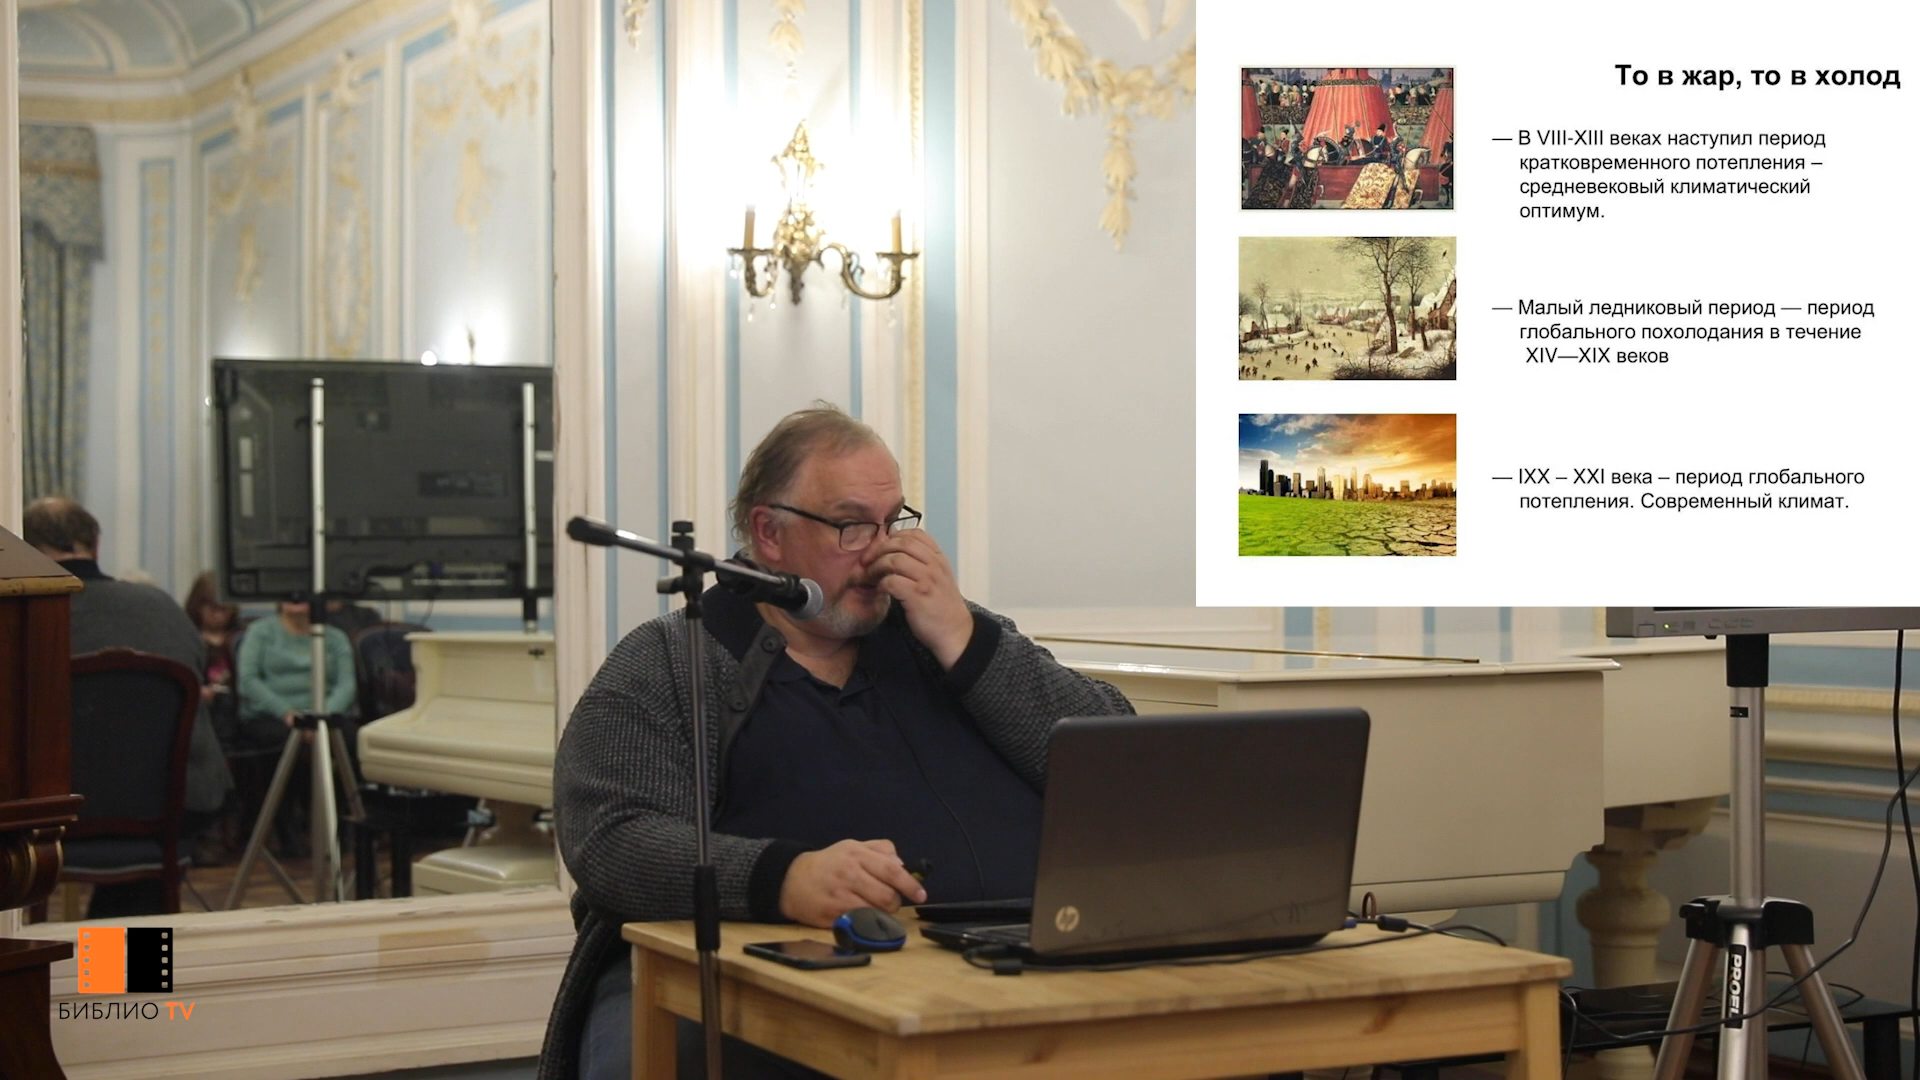 То в жар, то в холод
— В VIII-XIII веках наступил период
кратковременного потепления –
средневековый климатический
оптимум.
— Малый ледниковый период — период
глобального похолодания в течение
XIV—XIX веков
— IXX – XXI века – период глобального
потепления. Современный климат.
hp
PROFI
БИБЛИО TV